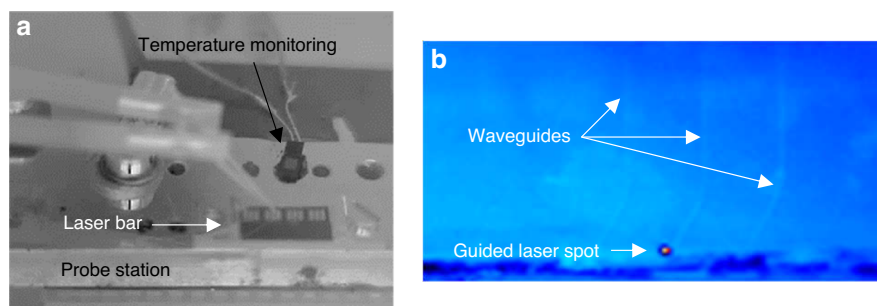 a
Temperature monitoring
Laser bar
Probe station
b
Waveguides
Guided laser spot